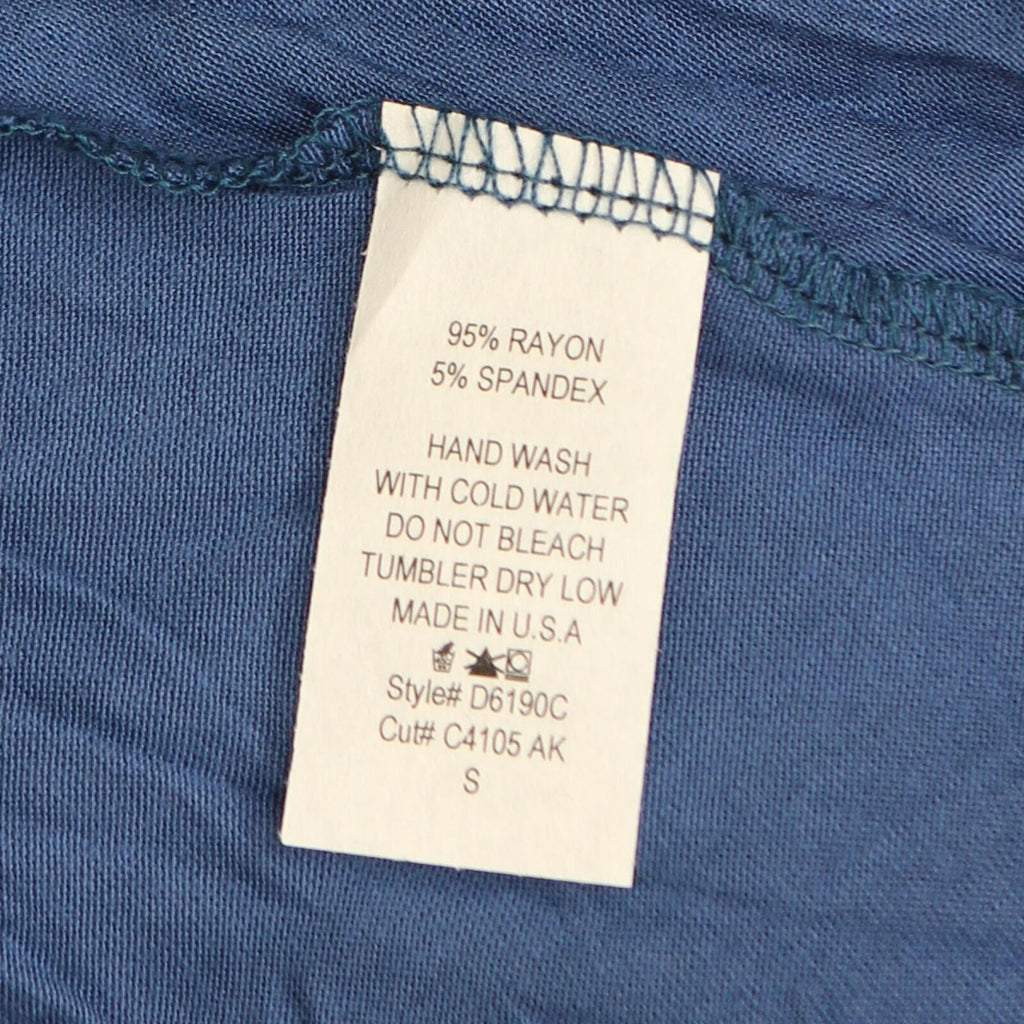 95% RAYON
5% SPANDEX
HAND WASH
WITH COLD WATER
DO NOT BLEACH
TUMBLER DRY LOW
MADE IN U.S.A
Style# D6190C
Cut# C4105 AK
S